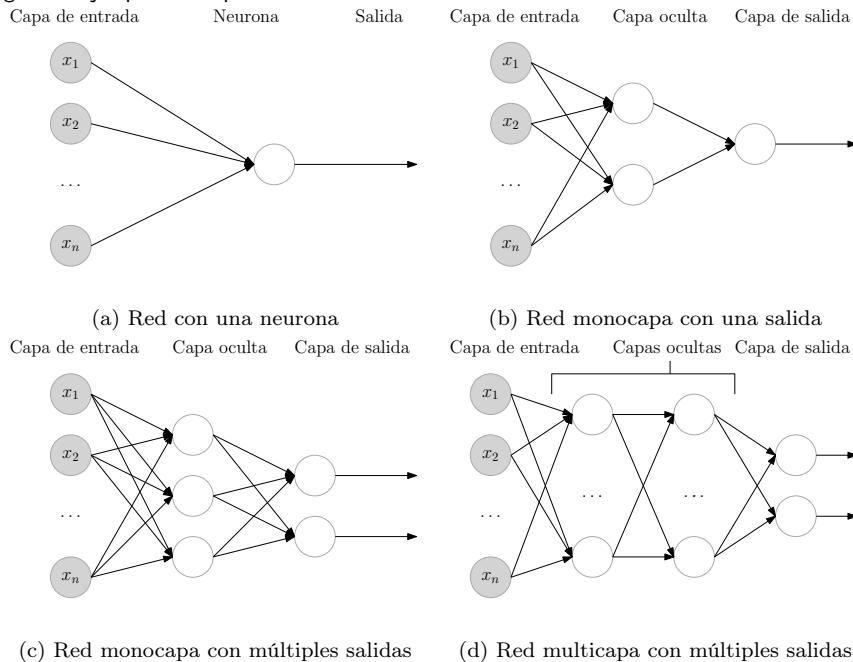 Capa de entrada Neurona Salida
x1
x2
...
xn
(a) Red con una neurona
Capa de entrada Capa oculta Capa de salida
x1
x2
...
xn
(b) Red monocapa con una salida
Capa de entrada Capa oculta Capa de salida
x1
x2
...
xn
(c) Red monocapa con múltiples salidas
Capa de entrada Capas ocultas Capa de salida
x1
x2
... ... ...
xn
(d) Red multicapa con múltiples salidas